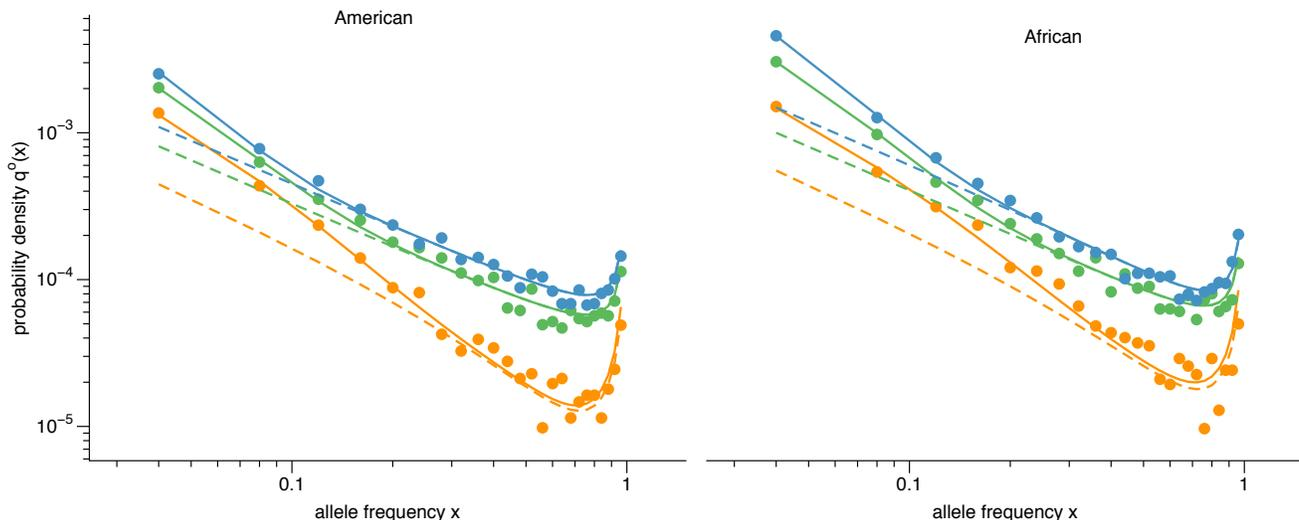 American
African
probability density q⁰(x)
10⁻³
10⁻⁴
10⁻⁵
0.1
1
0.1
1
allele frequency x
allele frequency x